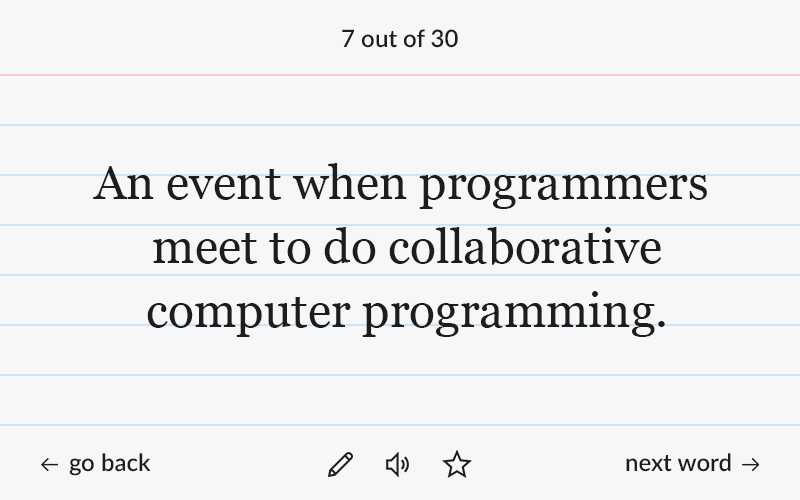 7 out of 30
An event when programmers
meet to do collaborative
computer programming.
← go back
next word →